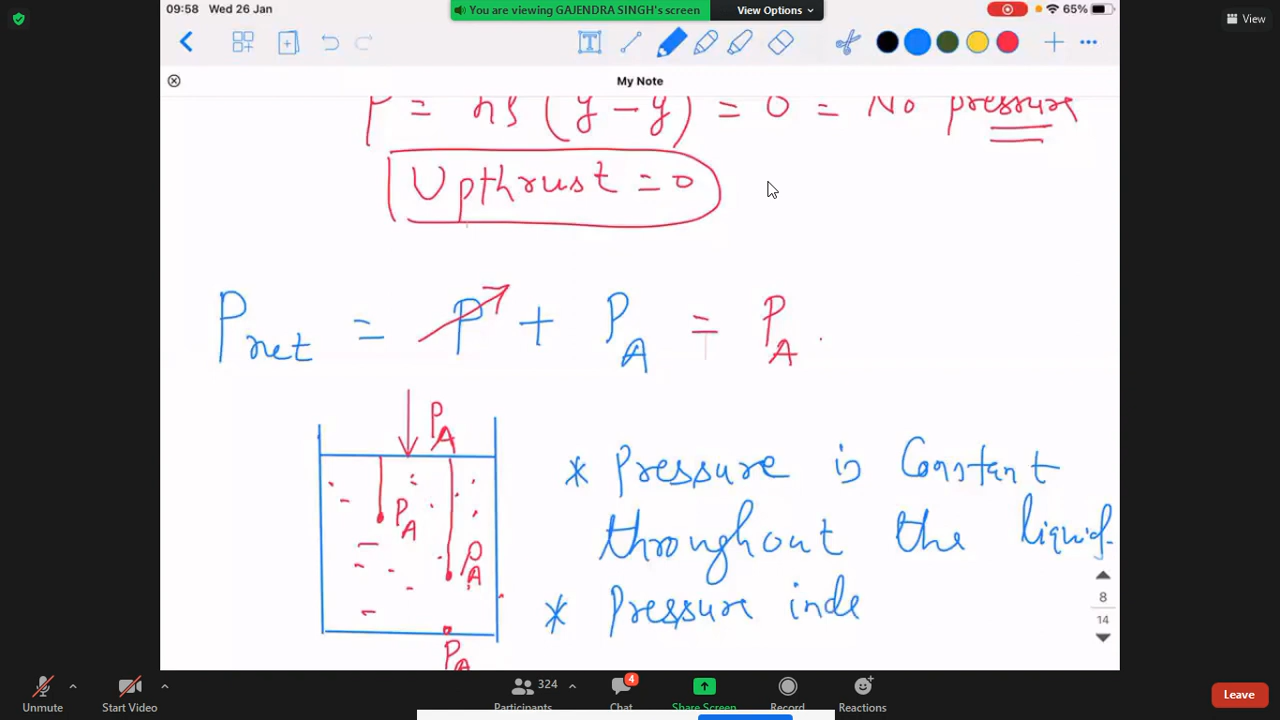 09:58 Wed 26 Jan
You are viewing GAJENDRA SINGH's screen
View Options
65%
View
My Note
P = hρ (y − y) = 0 = No pressure
Upthrust = 0
Pnet = P + PA = PA
PA
PA
PA
PA
* Pressure is Constant
throughout the liquid.
* Pressure inde
8
14
Unmute
Start Video
324
Participants
4
Chat
Share Screen
Record
Reactions
Leave